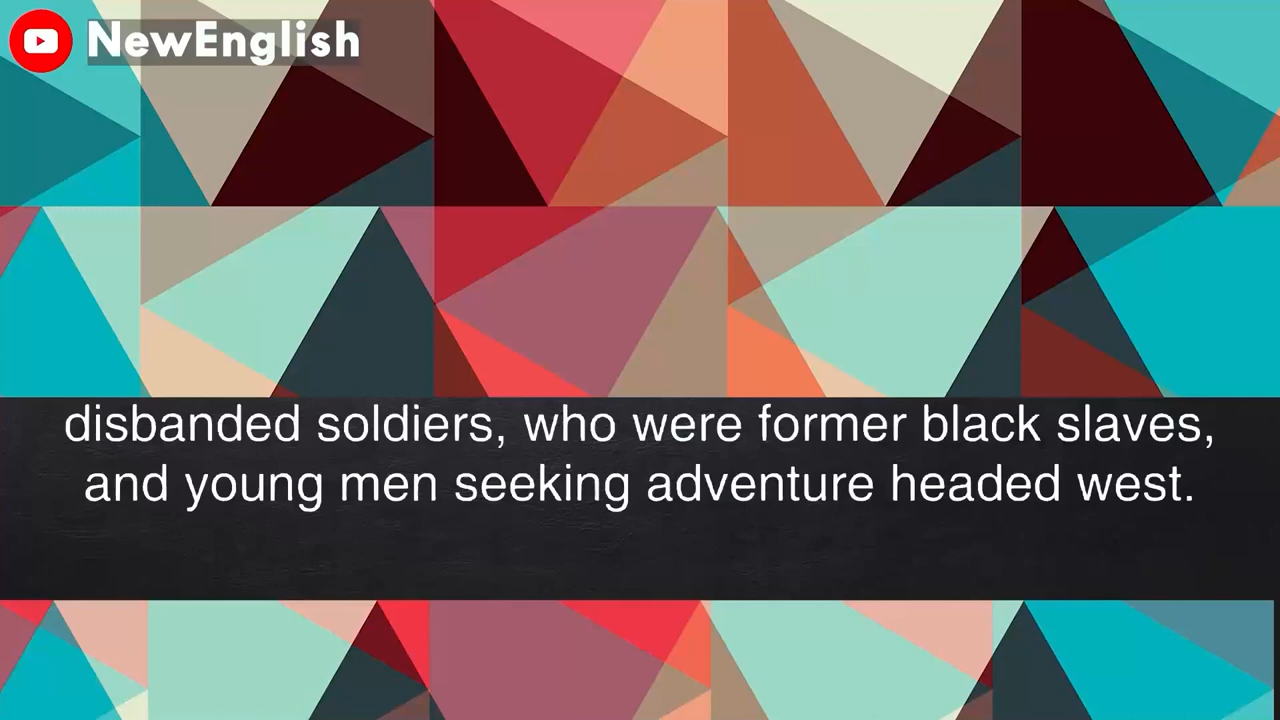 NewEnglish
disbanded soldiers, who were former black slaves,
and young men seeking adventure headed west.